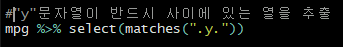 #"y"문자열이 반드시 사이에 있는 열을 추출
mpg %>% select(matches(".y."))